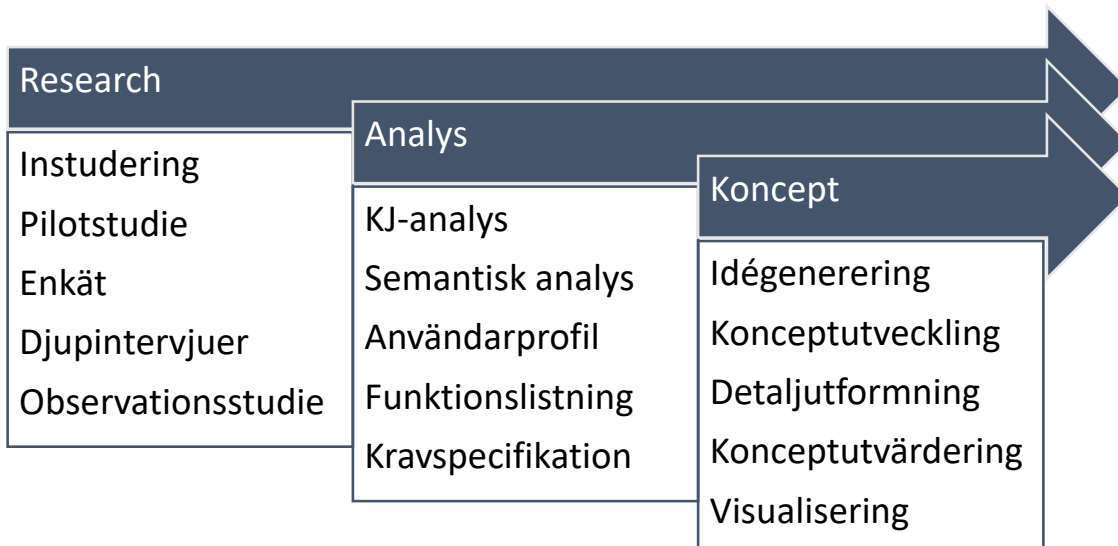 Research
Instudering
Pilotstudie
Enkät
Djupintervjuer
Observationsstudie
Analys
KJ-analys
Semantisk analys
Användarprofil
Funktionslistning
Kravspecifikation
Koncept
Idégenerering
Konceptutveckling
Detaljutformning
Konceptutvärdering
Visualisering